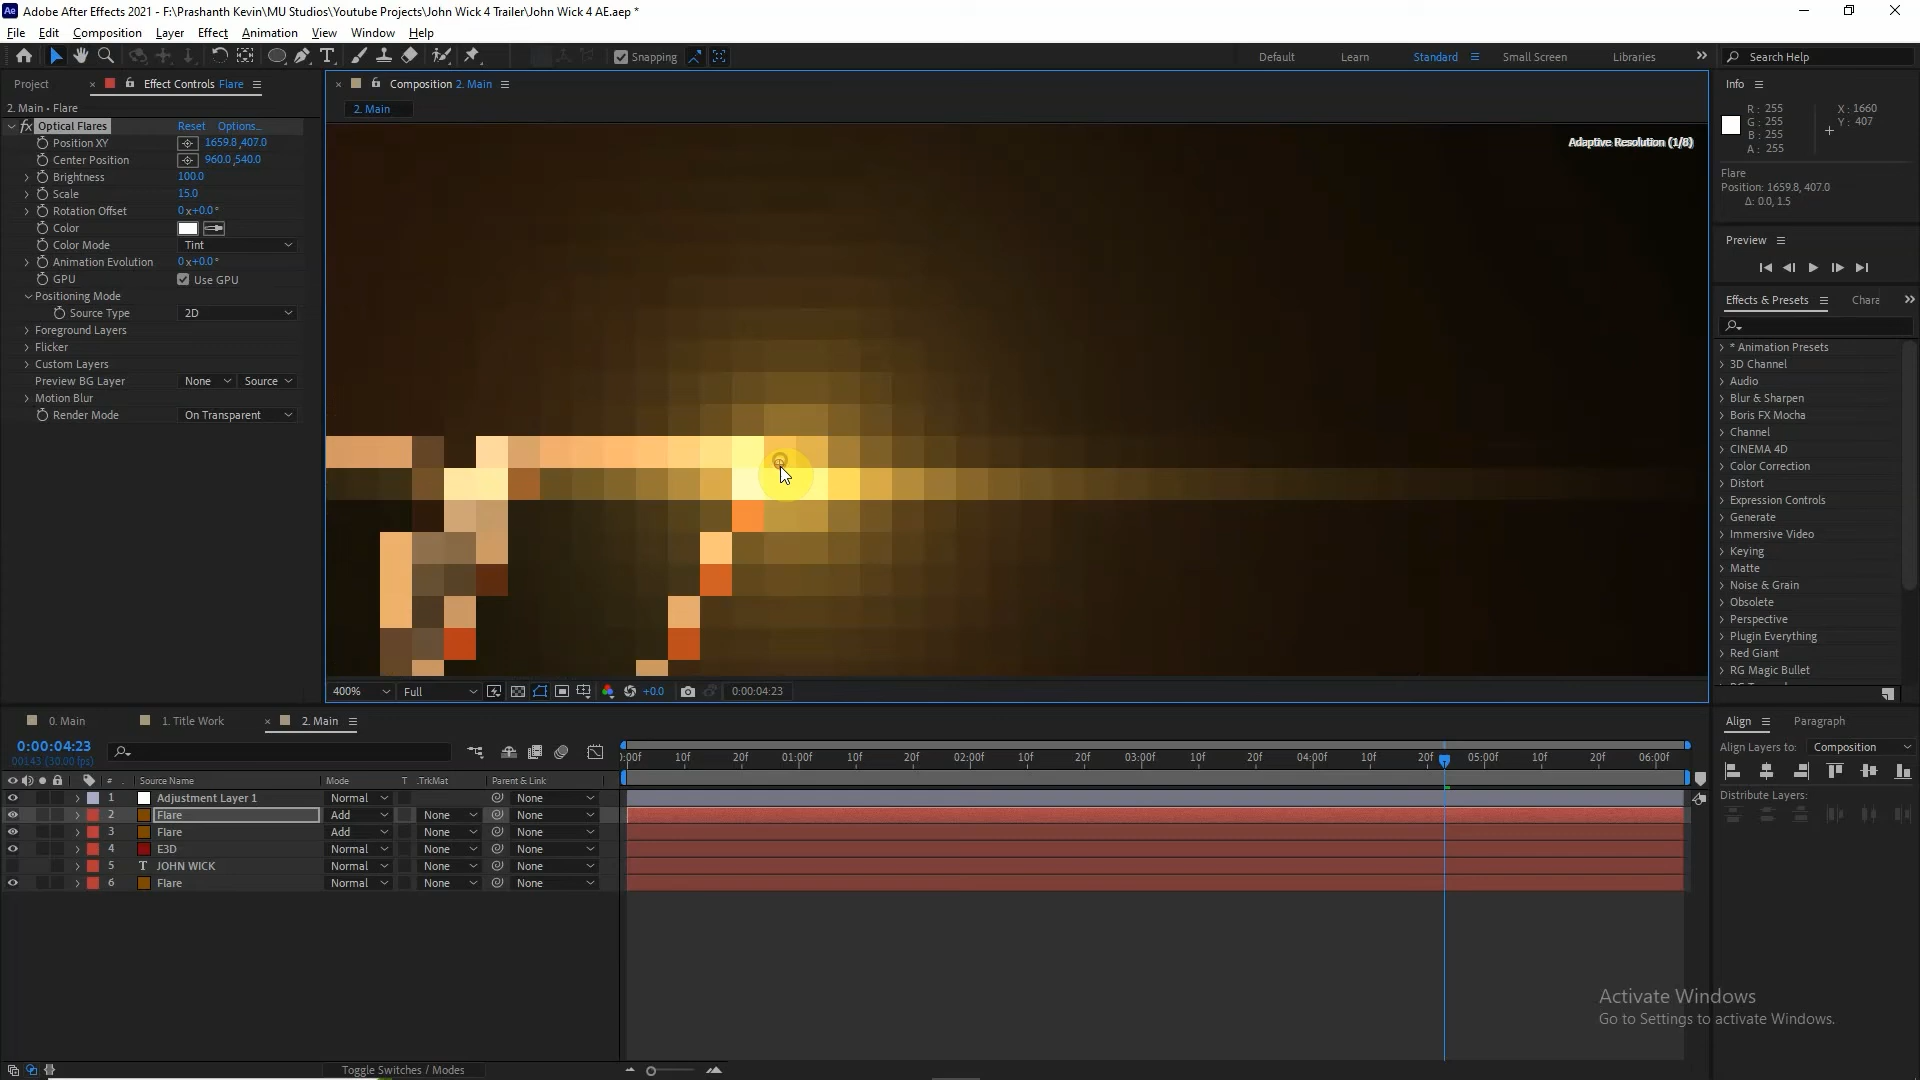 Adobe After Effects 2021 - F:\Prashanth Kevin\MU Studios\Youtube Projects\John Wick 4 Trailer\John Wick 4 AE.aep *
File Edit Composition Layer Effect Animation View Window Help
Snapping
Default Learn Standard Small Screen Libraries Search Help
Project Effect Controls Flare
2. Main • Flare
Optical Flares Reset Options...
Position XY 1659.8,407.0
Center Position 960.0,540.0
Brightness 100.0
Scale 15.0
Rotation Offset 0x+0.0°
Color
Color Mode Tint
Animation Evolution 0x+0.0°
GPU Use GPU
Positioning Mode
Source Type 2D
Foreground Layers
Flicker
Custom Layers
Preview BG Layer None Source
Motion Blur
Render Mode On Transparent
Composition 2. Main
2. Main
Adaptive Resolution (1/8)
400% Full +0.0 0:00:04:23
Info
R: 255
G: 255
B: 255
A: 255
X: 1660
Y: 407
Flare
Position: 1659.8, 407.0
Δ: 0.0, 1.5
Preview
Effects & Presets Chara
* Animation Presets
3D Channel
Audio
Blur & Sharpen
Boris FX Mocha
Channel
CINEMA 4D
Color Correction
Distort
Expression Controls
Generate
Immersive Video
Keying
Matte
Noise & Grain
Obsolete
Perspective
Plugin Everything
Red Giant
RG Magic Bullet
0. Main 1. Title Work 2. Main
0:00:04:23
00143 (30.00 fps)
:00f 10f 20f 01:00f 10f 20f 02:00f 10f 20f 03:00f 10f 20f 04:00f 10f 20f 05:00f 10f 20f 06:00f
# Source Name Mode T .TrkMat Parent & Link
1 Adjustment Layer 1 Normal None
2 Flare Add None None
3 Flare Add None None
4 E3D Normal None None
5 T JOHN WICK Normal None None
6 Flare Normal None None
Toggle Switches / Modes
Align Paragraph
Align Layers to: Composition
Distribute Layers:
Activate Windows
Go to Settings to activate Windows.